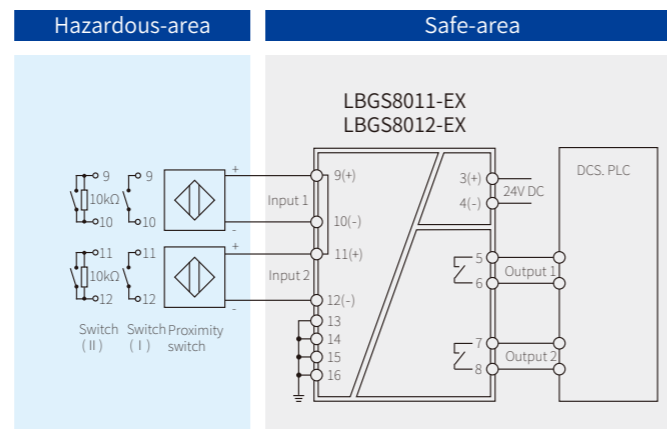 Hazardous-area
Safe-area
LBGS8011-EX
LBGS8012-EX
DCS. PLC
9
9
+
9(+)
3(+)
24V DC
10kΩ
Input 1
4(-)
10
10
-
10(-)
11
11
+
11(+)
5
10kΩ
Input 2
Output 1
6
12
12
-
12(-)
13
14
7
15
Output 2
16
8
Switch
(Ⅱ)
Switch
(Ⅰ)
Proximity
switch